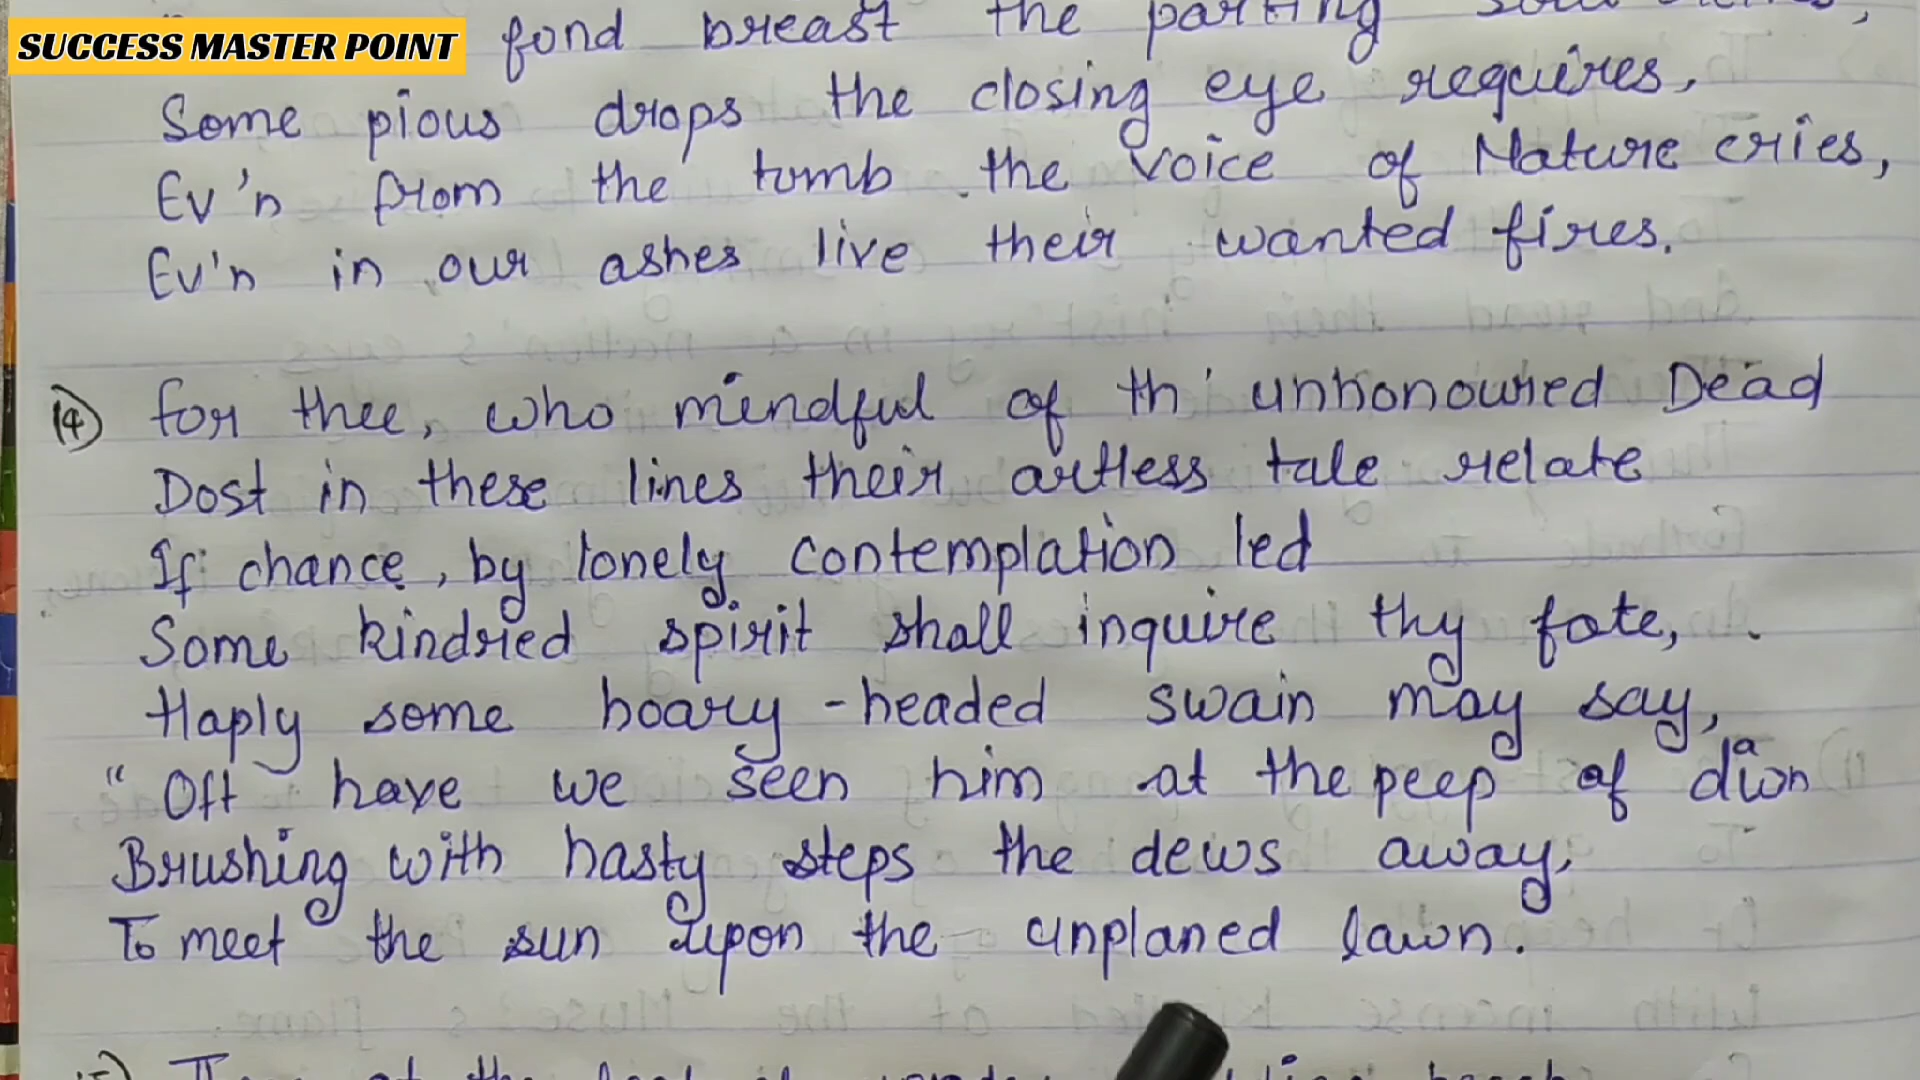 SUCCESS MASTER POINT
fond breast the parting
Some pious drops the closing eye requires,
Ev'n from the tomb the voice of Nature cries,
Ev'n in our ashes live their wanted fires.
14) for thee, who mindful of th' unhonoured Dead
Dost in these lines their artless tale relate
If chance, by lonely contemplation led
Some kindred spirit shall inquire thy fate,
Haply some hoary-headed swain may say,
"Oft have we seen him at the peep of dawn
Brushing with hasty steps the dews away,
To meet the sun upon the unplaned lawn.